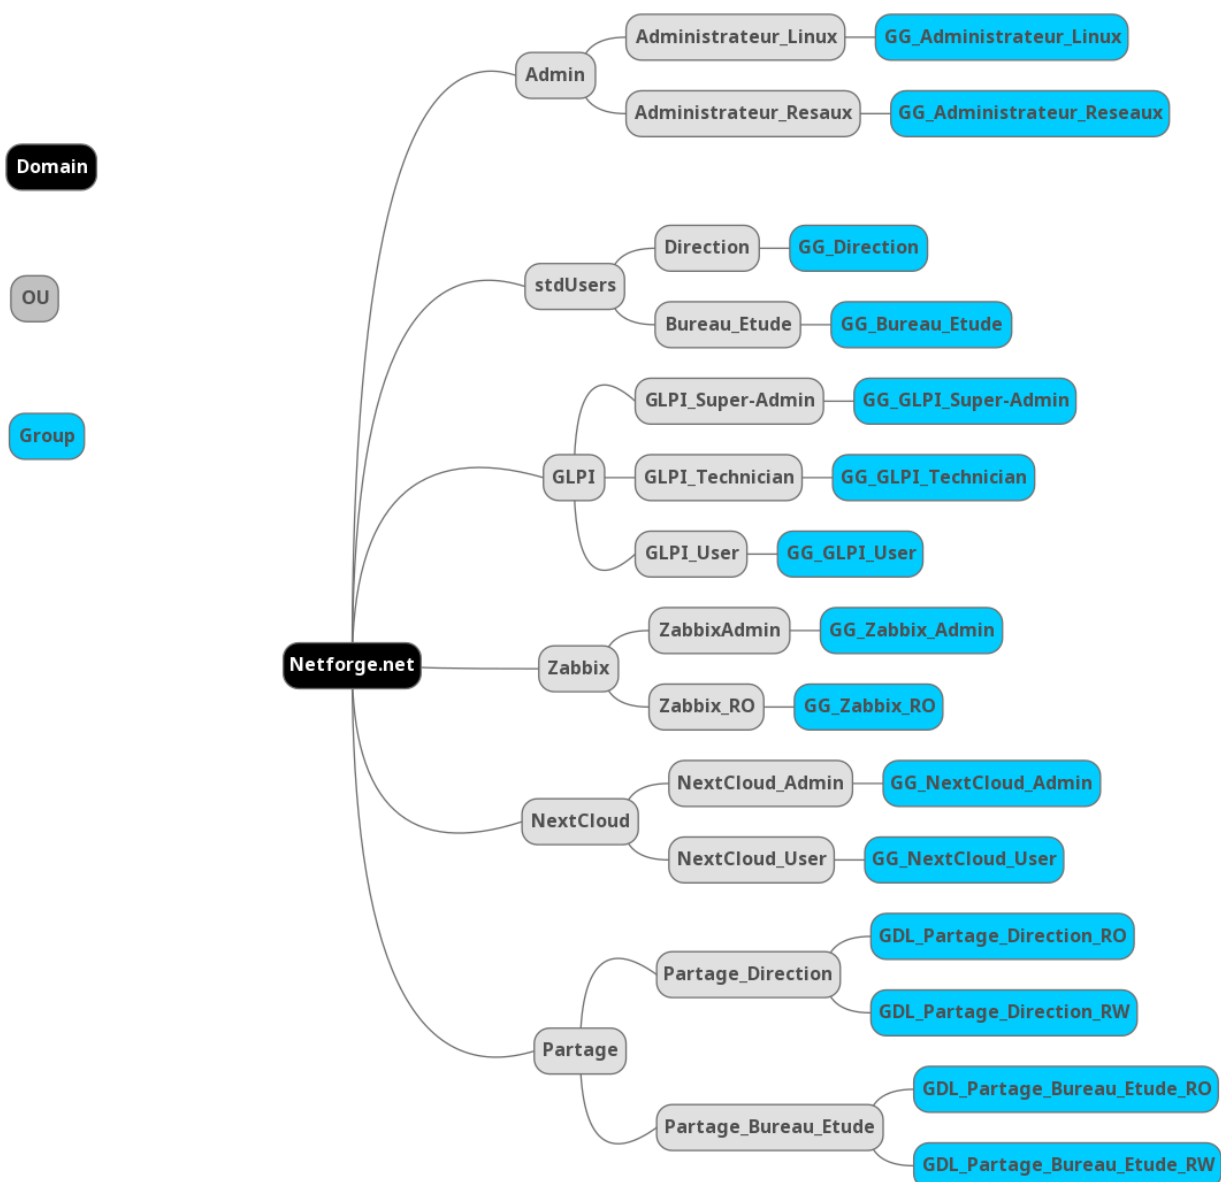 Domain
OU
Group
Netforge.net
Admin
Administrateur_Linux
GG_Administrateur_Linux
Administrateur_Resaux
GG_Administrateur_Reseaux
stdUsers
Direction
GG_Direction
Bureau_Etude
GG_Bureau_Etude
GLPI
GLPI_Super-Admin
GG_GLPI_Super-Admin
GLPI_Technician
GG_GLPI_Technician
GLPI_User
GG_GLPI_User
Zabbix
ZabbixAdmin
GG_Zabbix_Admin
Zabbix_RO
GG_Zabbix_RO
NextCloud
NextCloud_Admin
GG_NextCloud_Admin
NextCloud_User
GG_NextCloud_User
Partage
Partage_Direction
GDL_Partage_Direction_RO
GDL_Partage_Direction_RW
Partage_Bureau_Etude
GDL_Partage_Bureau_Etude_RO
GDL_Partage_Bureau_Etude_RW